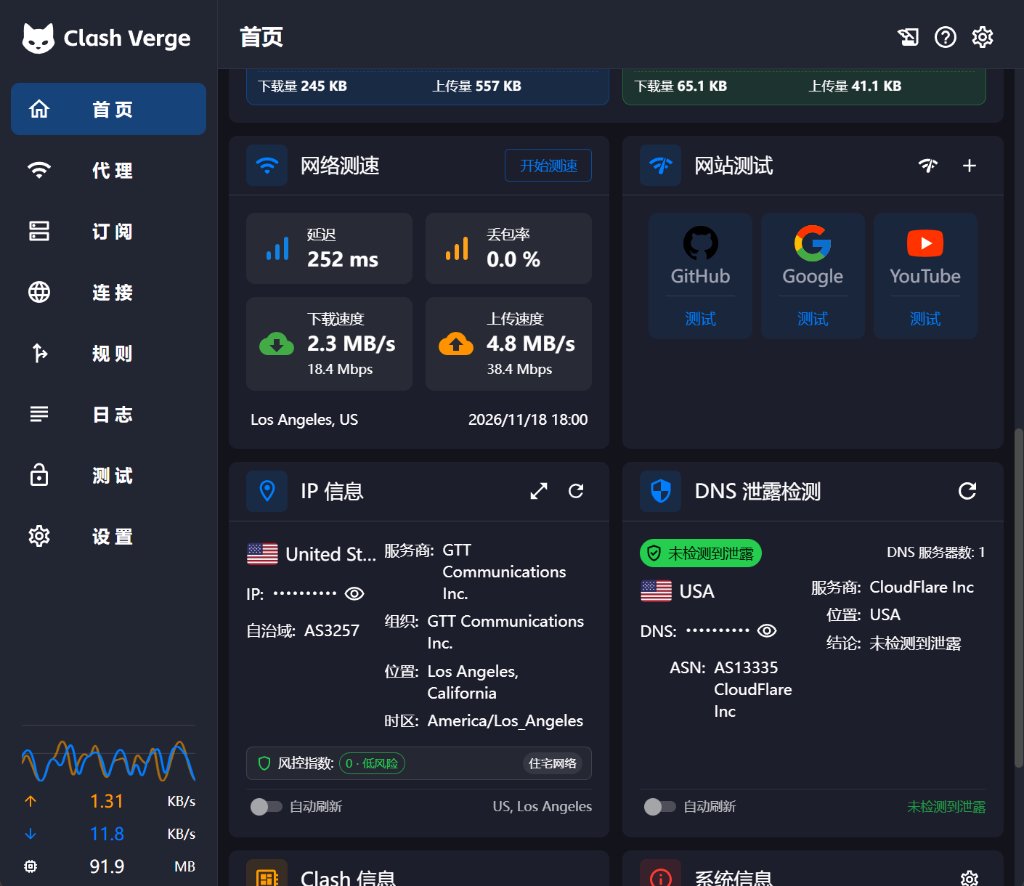 Clash Verge
首页
首 页
代 理
订 阅
连 接
规 则
日 志
测 试
设 置
1.31 KB/s
11.8 KB/s
91.9 MB
下载量 245 KB 上传量 557 KB
下载量 65.1 KB 上传量 41.1 KB
网络测速
开始测速
延迟
252 ms
丢包率
0.0 %
下载速度
2.3 MB/s
18.4 Mbps
上传速度
4.8 MB/s
38.4 Mbps
Los Angeles, US 2026/11/18 18:00
网站测试
GitHub
测试
Google
测试
YouTube
测试
IP 信息
United St...
IP: ••••••••••
自治域: AS3257
服务商: GTT
Communications
Inc.
组织: GTT Communications
Inc.
位置: Los Angeles,
California
时区: America/Los_Angeles
风控指数: 0 · 低风险 住宅网络
自动刷新 US, Los Angeles
DNS 泄露检测
未检测到泄露 DNS 服务器数: 1
USA
DNS: ••••••••••
ASN: AS13335
CloudFlare
Inc
服务商: CloudFlare Inc
位置: USA
结论: 未检测到泄露
自动刷新 未检测到泄露
Clash 信息
系统信息